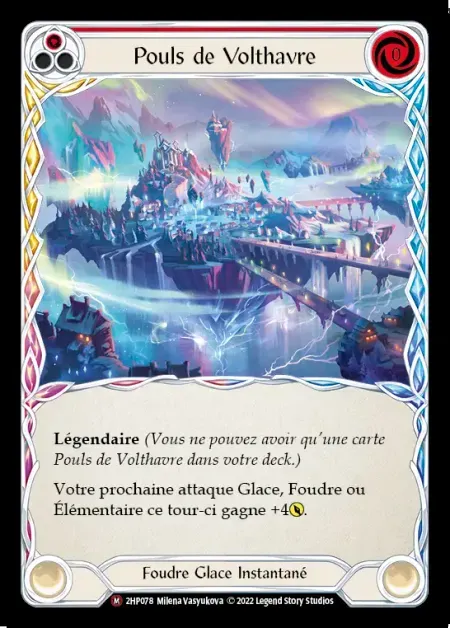 Pouls de Volthavre
0
Légendaire (Vous ne pouvez avoir qu'une carte
Pouls de Volthavre dans votre deck.)
Votre prochaine attaque Glace, Foudre ou
Élémentaire ce tour-ci gagne +4.
Foudre Glace Instantané
M 2HP078 Milena Vasyukova © 2022 Legend Story Studios